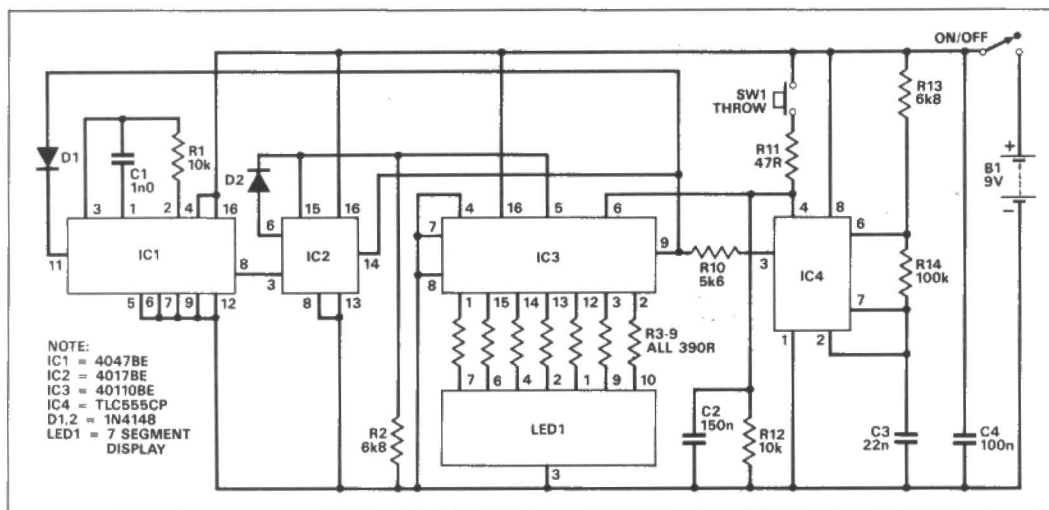 ON/OFF
R13
6k8
SW1
THROW
R11
47R
B1
9V
+
−
D1
C1
1n0
R1
10k
D2
3
1
2
4
16
15
16
4
16
5
6
4
8
6
7
6
14
9
R10
5k6
3
R14
100k
IC1
IC2
IC3
IC4
11
8
3
8
7
5
6
7
9
12
8
13
1
15
14
13
12
3
2
1
2
R3-9
ALL 390R
NOTE:
IC1 = 4047BE
IC2 = 4017BE
IC3 = 40110BE
IC4 = TLC555CP
D1,2 = 1N4148
LED1 = 7 SEGMENT
DISPLAY
7
6
4
2
1
9
10
R2
6k8
LED1
3
C2
150n
R12
10k
C3
22n
C4
100n